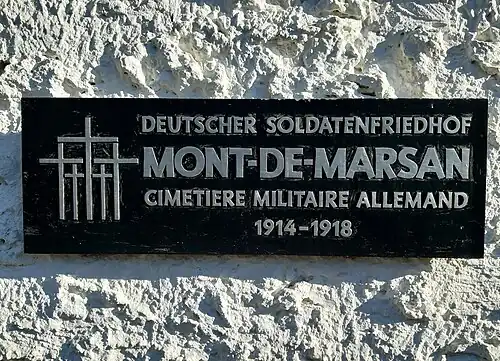 DEUTSCHER SOLDATENFRIEDHOF
MONT-DE-MARSAN
CIMETIERE MILITAIRE ALLEMAND
1914-1918